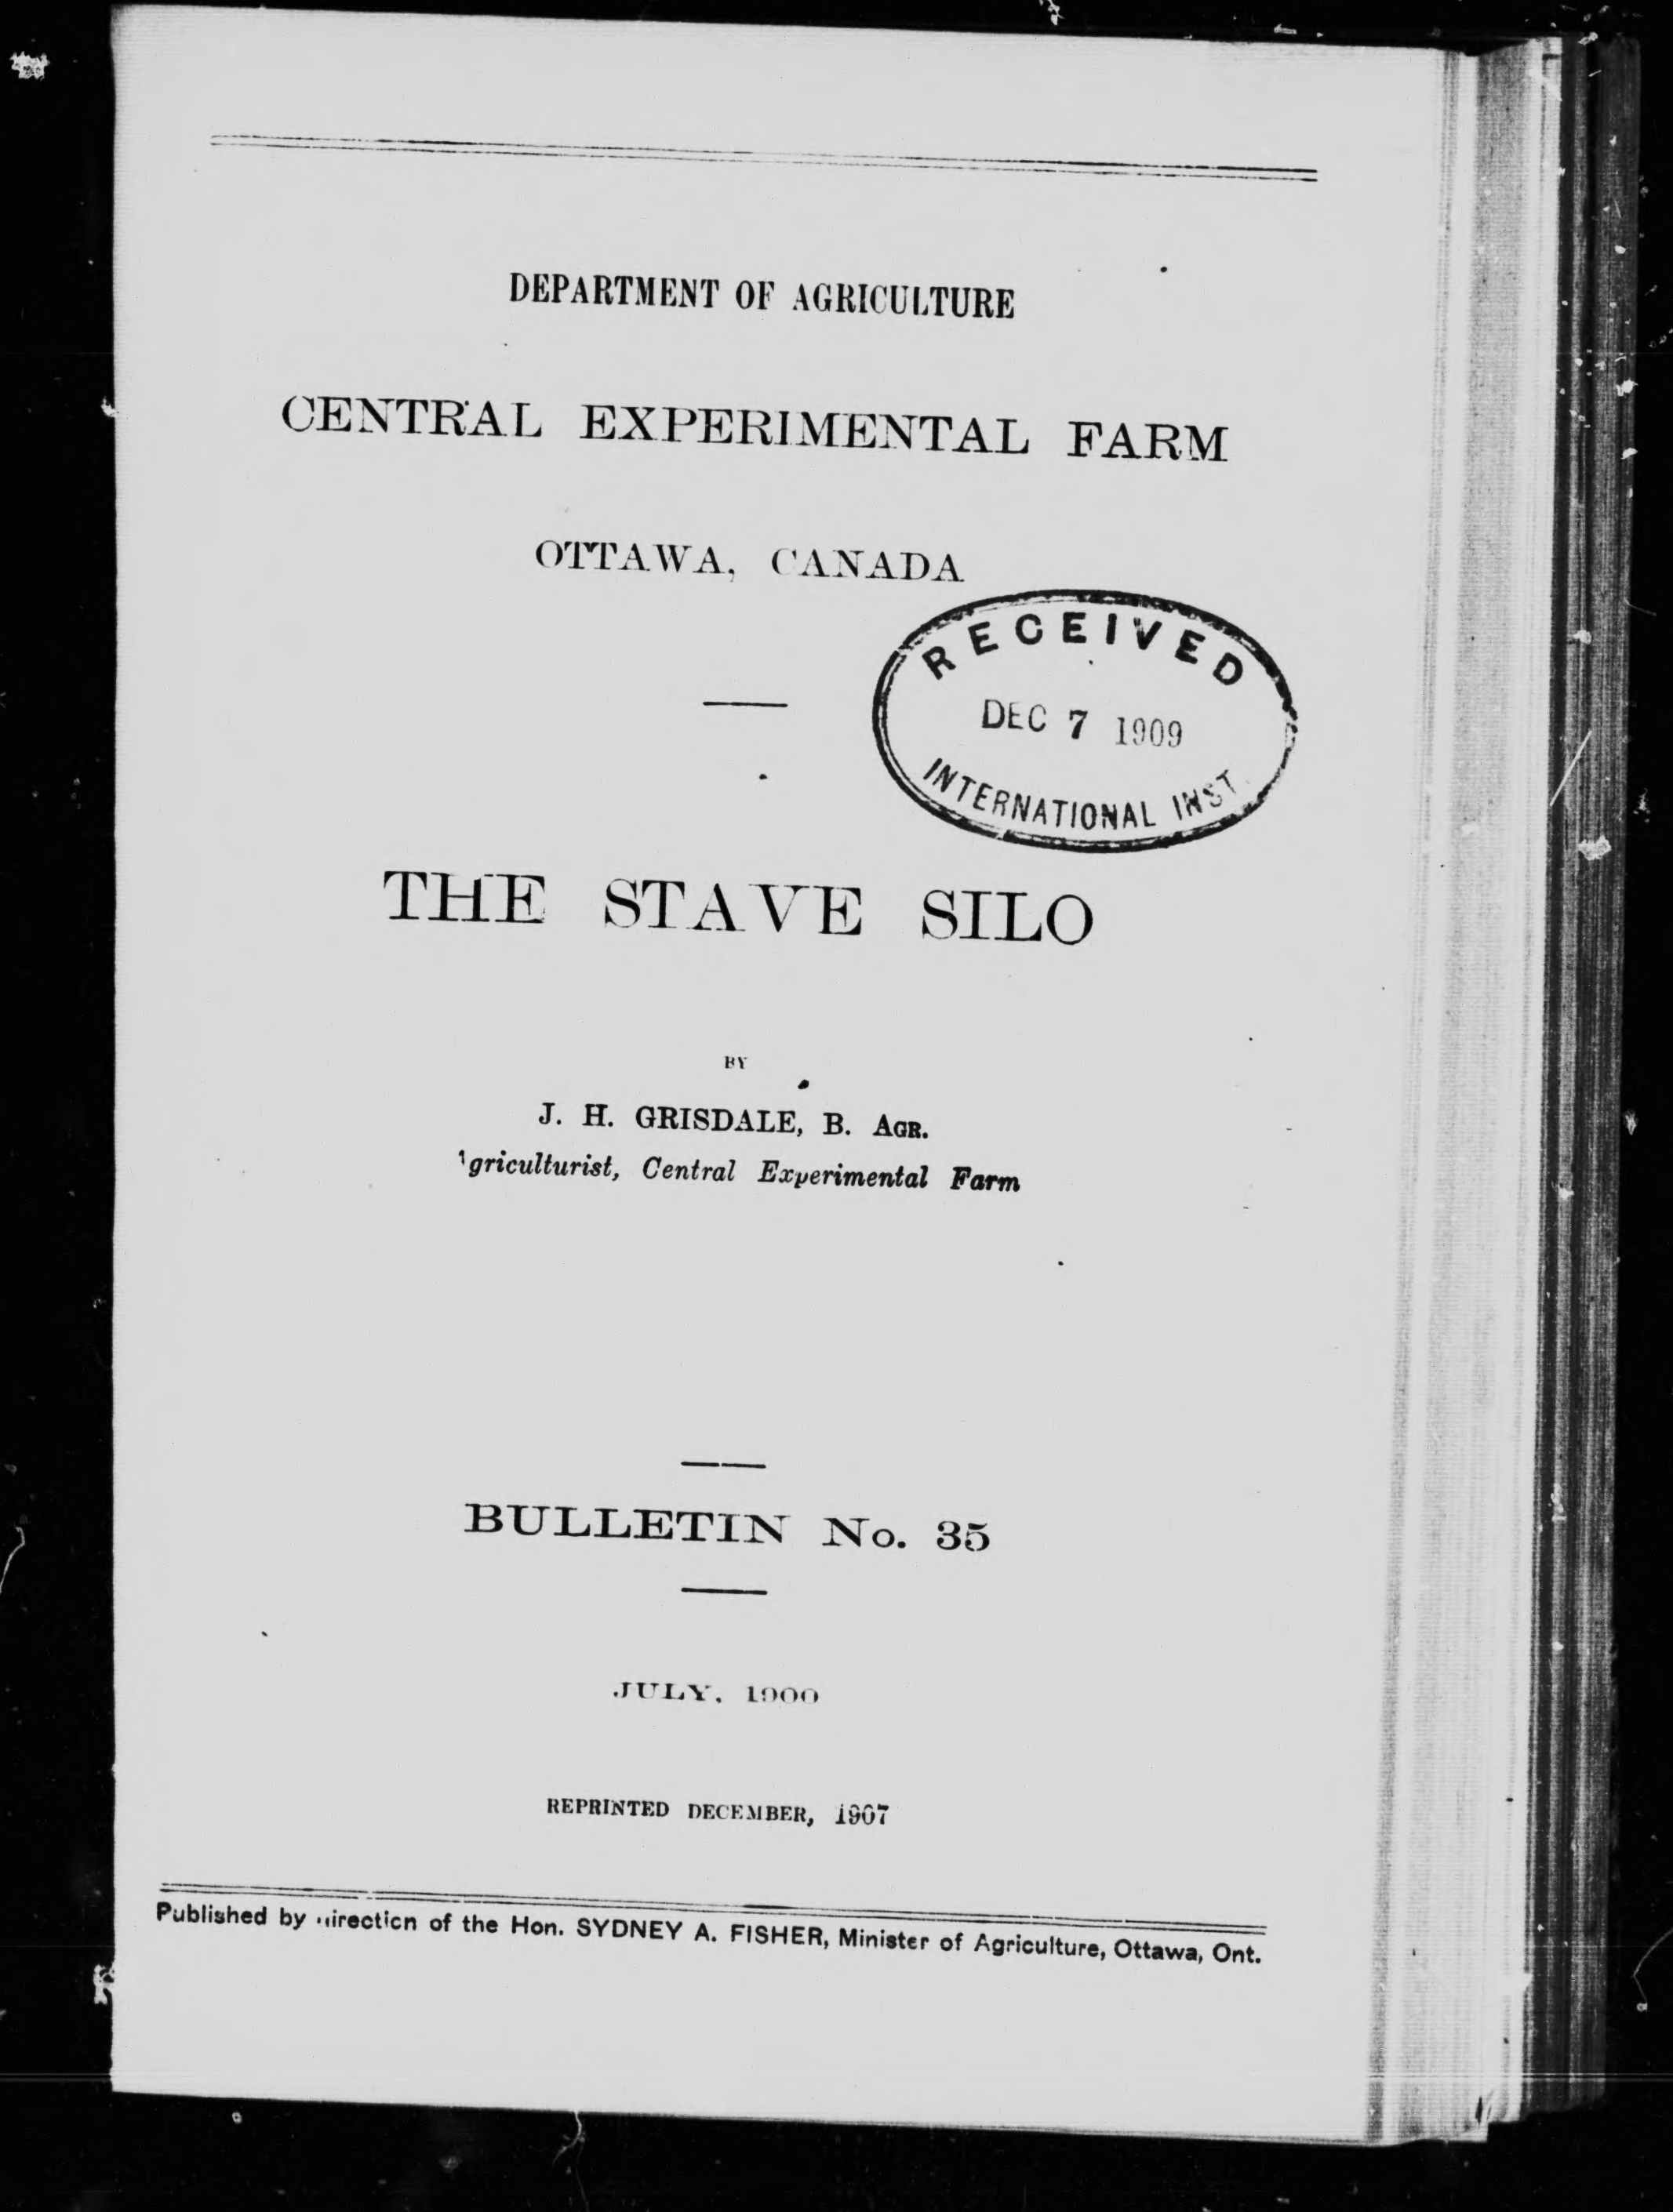 DEPARTMENT OF AGRICULTURE
CENTRAL EXPERIMENTAL FARM
OTTAWA, CANADA
RECEIVED
DEC 7 1909
INTERNATIONAL INST.
THE STAVE SILO
BY
J. H. GRISDALE, B. AGR.
Agriculturist, Central Experimental Farm
BULLETIN No. 35
JULY, 1900
REPRINTED DECEMBER, 1907
Published by direction of the Hon. SYDNEY A. FISHER, Minister of Agriculture, Ottawa, Ont.